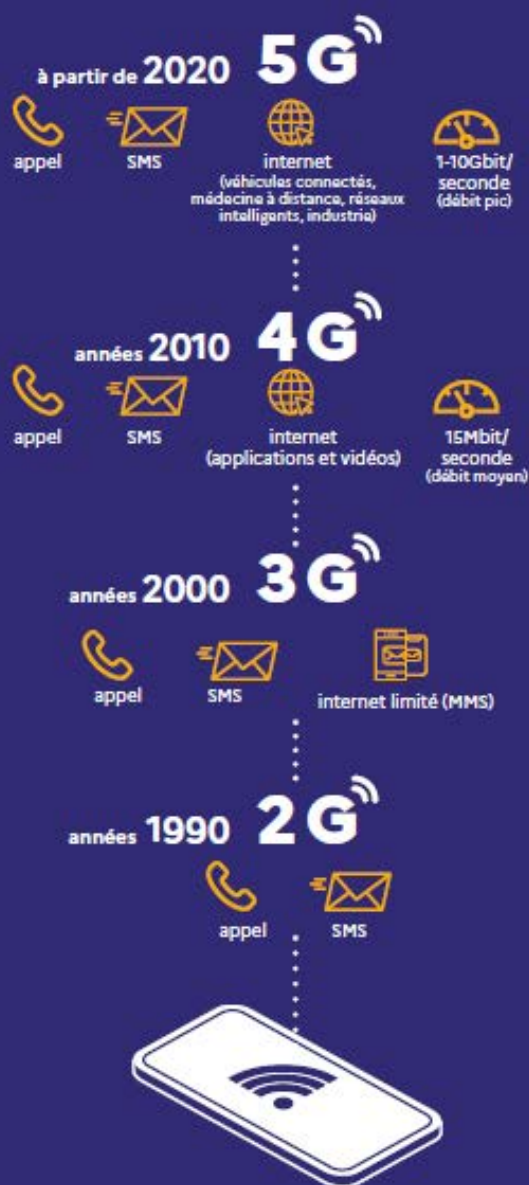 à partir de 2020 5G
appel
SMS
internet
(véhicules connectés,
médecine à distance, réseaux
intelligents, industrie)
1-10Gbit/
seconde
(débit pic)
années 2010 4G
appel
SMS
internet
(applications et vidéos)
15Mbit/
seconde
(débit moyen)
années 2000 3G
appel
SMS
internet limité (MMS)
années 1990 2G
appel
SMS